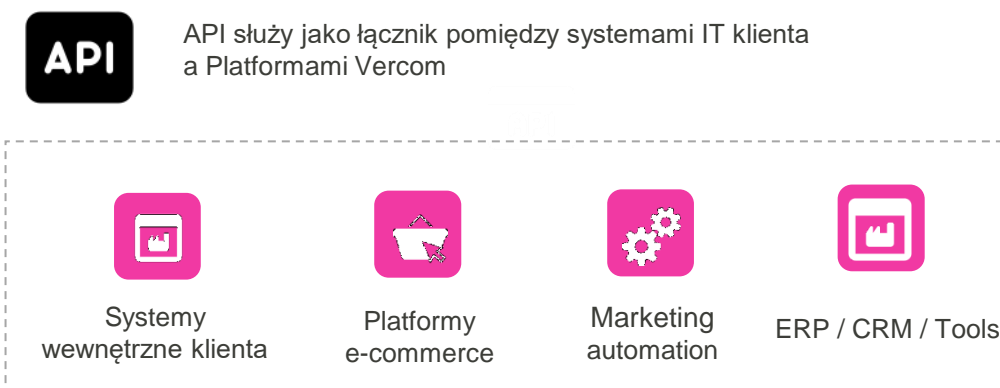 API
API służy jako łącznik pomiędzy systemami IT klienta
a Platformami Vercom
Systemy
wewnętrzne klienta
Platformy
e-commerce
Marketing
automation
ERP / CRM / Tools